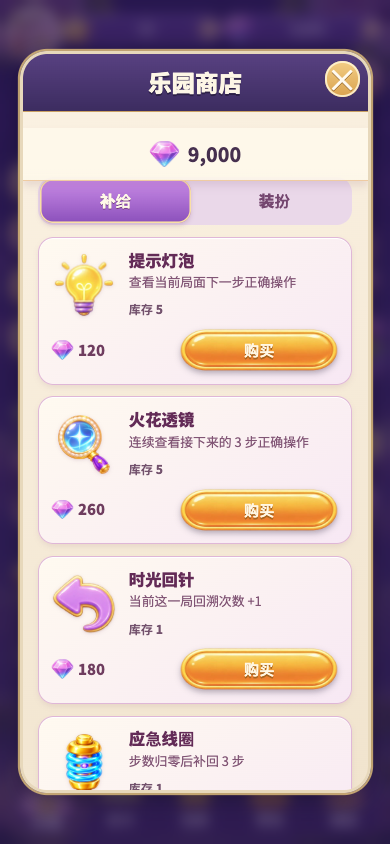 乐园商店
9,000
补给
装扮
提示灯泡
查看当前局面下一步正确操作
库存 5
120
购买
火花透镜
连续查看接下来的 3 步正确操作
库存 5
260
购买
时光回针
当前这一局回溯次数 +1
库存 1
180
购买
应急线圈
步数归零后补回 3 步
库存 1